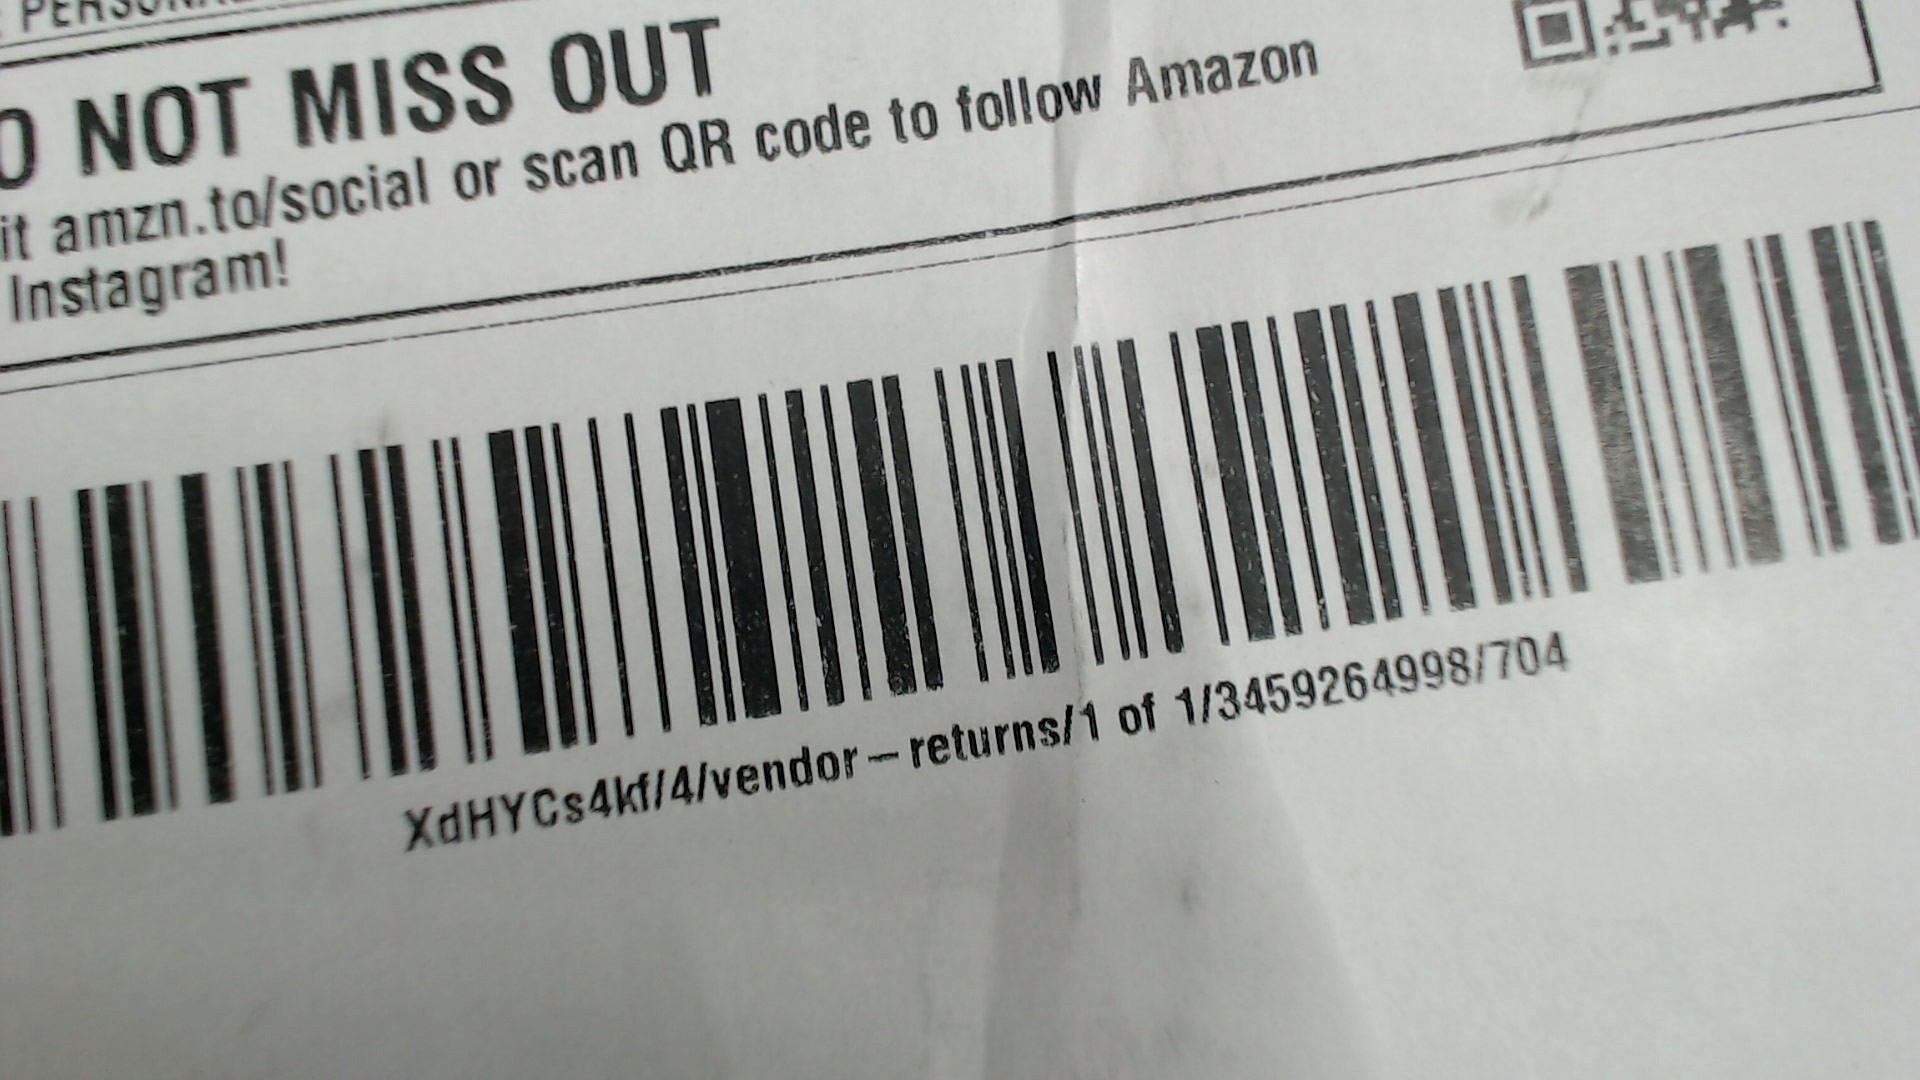 NOT MISS OUT
it amzn.to/social or scan QR code to follow Amazon
Instagram!
XdHYCs4kf/4/vendor-returns/1 of 1/3459264998/704